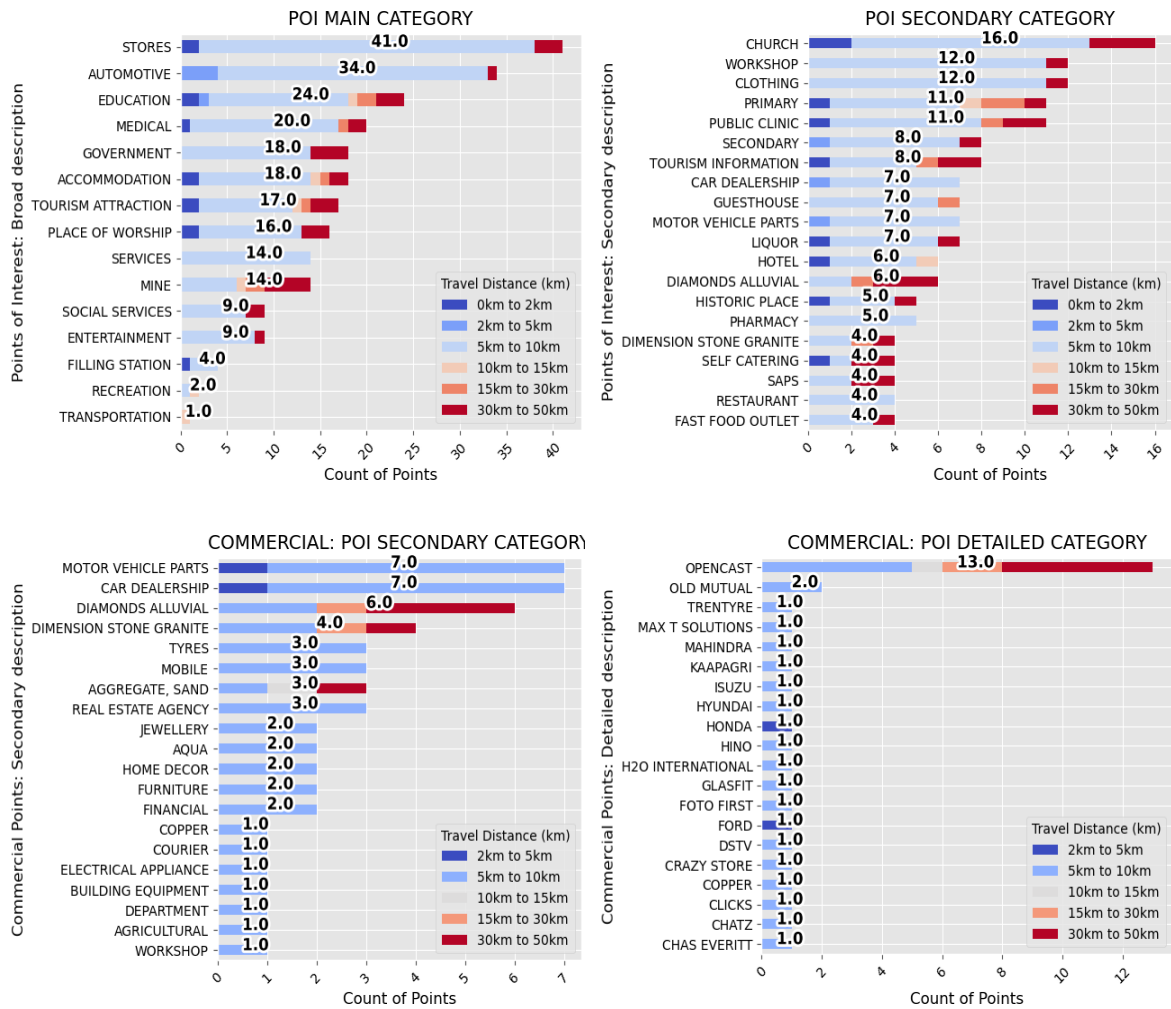 POI MAIN CATEGORY
Points of Interest: Broad description
STORES 41.0
AUTOMOTIVE 34.0
EDUCATION 24.0
MEDICAL 20.0
GOVERNMENT 18.0
ACCOMMODATION 18.0
TOURISM ATTRACTION 17.0
PLACE OF WORSHIP 16.0
SERVICES 14.0
MINE 14.0
SOCIAL SERVICES 9.0
ENTERTAINMENT 9.0
FILLING STATION 4.0
RECREATION 2.0
TRANSPORTATION 1.0
Travel Distance (km)
0km to 2km
2km to 5km
5km to 10km
10km to 15km
15km to 30km
30km to 50km
0 5 10 15 20 25 30 35 40
Count of Points
POI SECONDARY CATEGORY
Points of Interest: Secondary description
CHURCH 16.0
WORKSHOP 12.0
CLOTHING 12.0
PRIMARY 11.0
PUBLIC CLINIC 11.0
SECONDARY 8.0
TOURISM INFORMATION 8.0
CAR DEALERSHIP 7.0
GUESTHOUSE 7.0
MOTOR VEHICLE PARTS 7.0
LIQUOR 7.0
HOTEL 6.0
DIAMONDS ALLUVIAL 6.0
HISTORIC PLACE 5.0
PHARMACY 5.0
DIMENSION STONE GRANITE 4.0
SELF CATERING 4.0
SAPS 4.0
RESTAURANT 4.0
FAST FOOD OUTLET 4.0
Travel Distance (km)
0km to 2km
2km to 5km
5km to 10km
10km to 15km
15km to 30km
30km to 50km
0 2 4 6 8 10 12 14 16
Count of Points
COMMERCIAL: POI SECONDARY CATEGORY
Commercial Points: Secondary description
MOTOR VEHICLE PARTS 7.0
CAR DEALERSHIP 7.0
DIAMONDS ALLUVIAL 6.0
DIMENSION STONE GRANITE 4.0
TYRES 3.0
MOBILE 3.0
AGGREGATE, SAND 3.0
REAL ESTATE AGENCY 3.0
JEWELLERY 2.0
AQUA 2.0
HOME DECOR 2.0
FURNITURE 2.0
FINANCIAL 2.0
COPPER 1.0
COURIER 1.0
ELECTRICAL APPLIANCE 1.0
BUILDING EQUIPMENT 1.0
DEPARTMENT 1.0
AGRICULTURAL 1.0
WORKSHOP 1.0
Travel Distance (km)
2km to 5km
5km to 10km
10km to 15km
15km to 30km
30km to 50km
0 1 2 3 4 5 6 7
Count of Points
COMMERCIAL: POI DETAILED CATEGORY
Commercial Points: Detailed description
OPENCAST 13.0
OLD MUTUAL 2.0
TRENTYRE 1.0
MAX T SOLUTIONS 1.0
MAHINDRA 1.0
KAAPAGRI 1.0
ISUZU 1.0
HYUNDAI 1.0
HONDA 1.0
HINO 1.0
H2O INTERNATIONAL 1.0
GLASFIT 1.0
FOTO FIRST 1.0
FORD 1.0
DSTV 1.0
CRAZY STORE 1.0
COPPER 1.0
CLICKS 1.0
CHATZ 1.0
CHAS EVERITT 1.0
Travel Distance (km)
2km to 5km
5km to 10km
10km to 15km
15km to 30km
30km to 50km
0 2 4 6 8 10 12
Count of Points